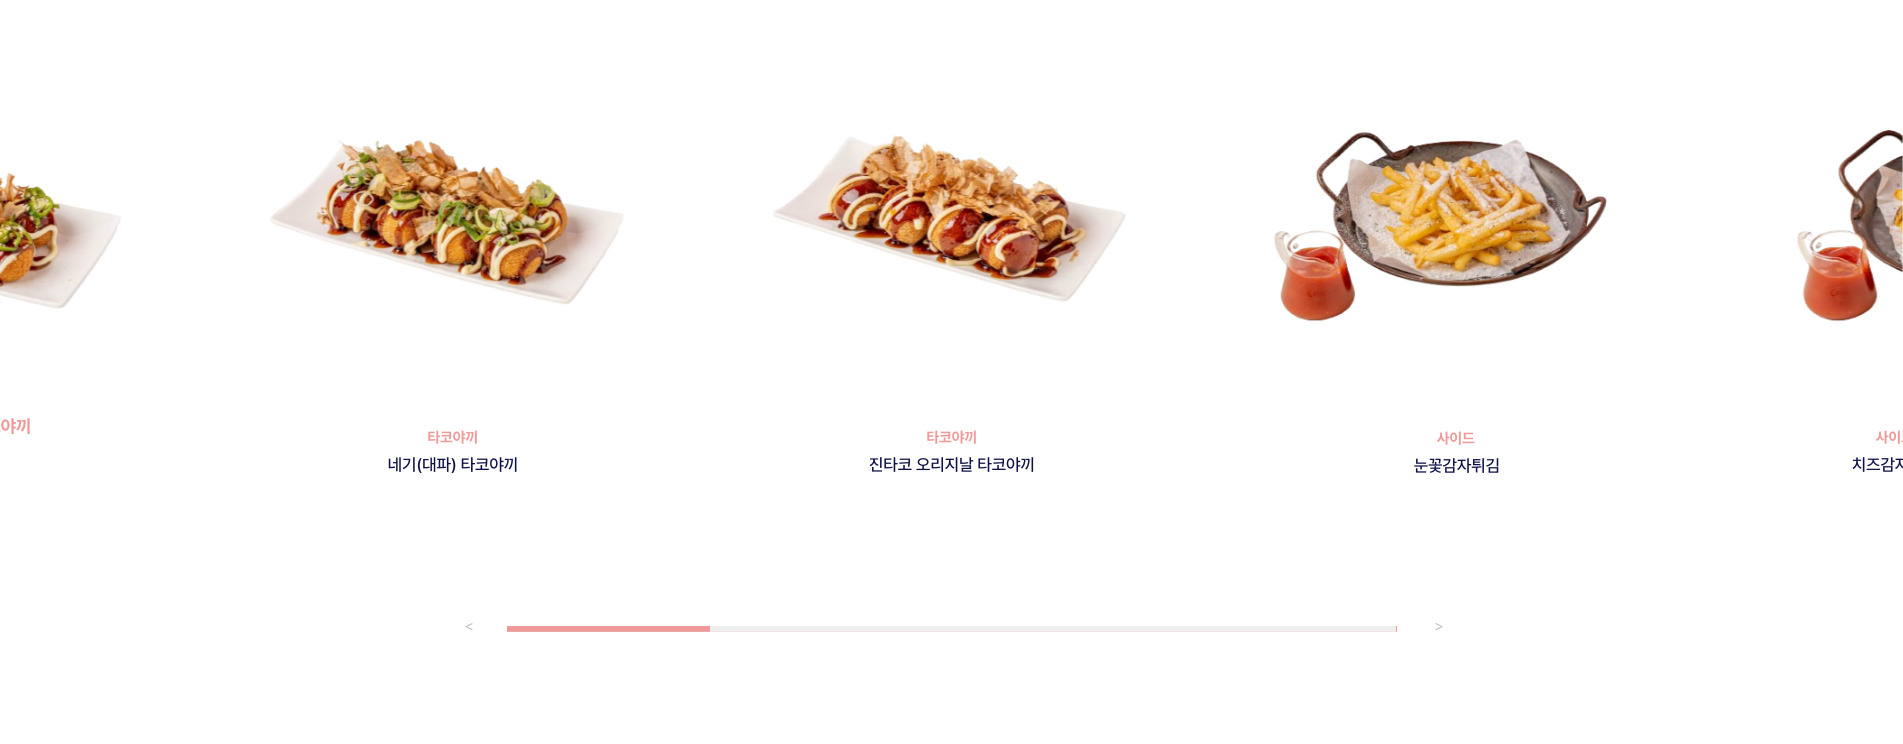 야끼
타코야끼
네기(대파) 타코야끼
타코야끼
진타코 오리지날 타코야끼
사이드
눈꽃감자튀김
사이
치즈감
<
>